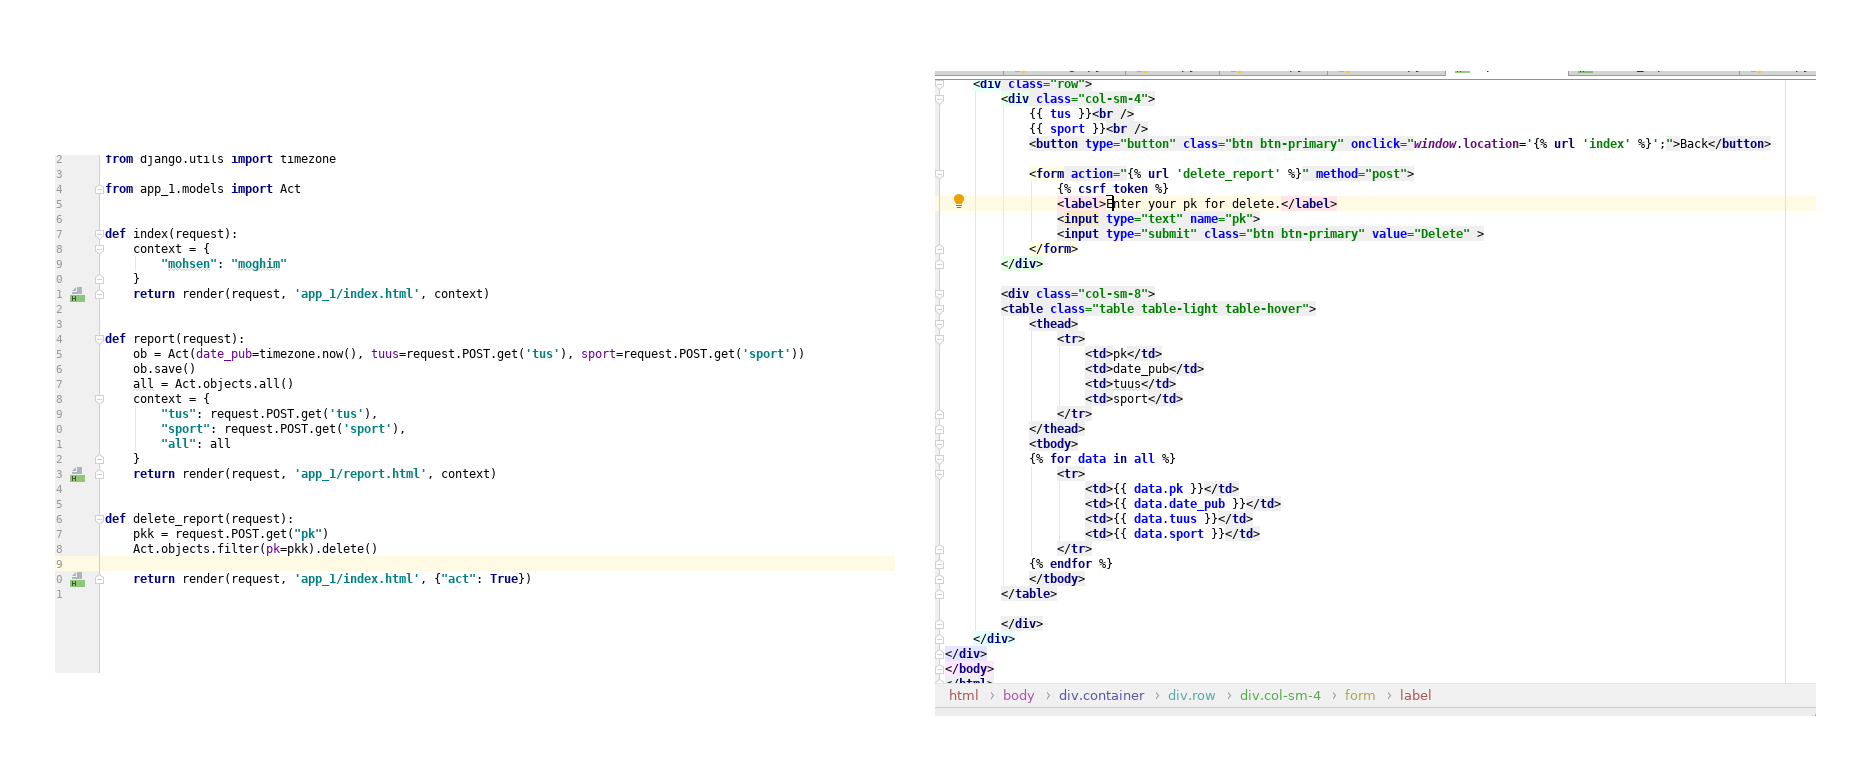 2 from django.utils import timezone
3
4 from app_1.models import Act
5
6
7 def index(request):
8 context = {
9 "mohsen": "moghim"
0 }
1 return render(request, 'app_1/index.html', context)
2
3
4 def report(request):
5 ob = Act(date_pub=timezone.now(), tuus=request.POST.get('tus'), sport=request.POST.get('sport'))
6 ob.save()
7 all = Act.objects.all()
8 context = {
9 "tus": request.POST.get('tus'),
0 "sport": request.POST.get('sport'),
1 "all": all
2 }
3 return render(request, 'app_1/report.html', context)
4
5
6 def delete_report(request):
7 pkk = request.POST.get("pk")
8 Act.objects.filter(pk=pkk).delete()
9
0 return render(request, 'app_1/index.html', {"act": True})
1
<div class="row">
<div class="col-sm-4">
{{ tus }}<br />
{{ sport }}<br />
<button type="button" class="btn btn-primary" onclick="window.location='{% url 'index' %}';">Back</button>
<form action="{% url 'delete_report' %}" method="post">
{% csrf_token %}
<label>Enter your pk for delete.</label>
<input type="text" name="pk">
<input type="submit" class="btn btn-primary" value="Delete" >
</form>
</div>
<div class="col-sm-8">
<table class="table table-light table-hover">
<thead>
<tr>
<td>pk</td>
<td>date_pub</td>
<td>tuus</td>
<td>sport</td>
</tr>
</thead>
<tbody>
{% for data in all %}
<tr>
<td>{{ data.pk }}</td>
<td>{{ data.date_pub }}</td>
<td>{{ data.tuus }}</td>
<td>{{ data.sport }}</td>
</tr>
{% endfor %}
</tbody>
</table>
</div>
</div>
</div>
</body>
</html>
html › body › div.container › div.row › div.col-sm-4 › form › label